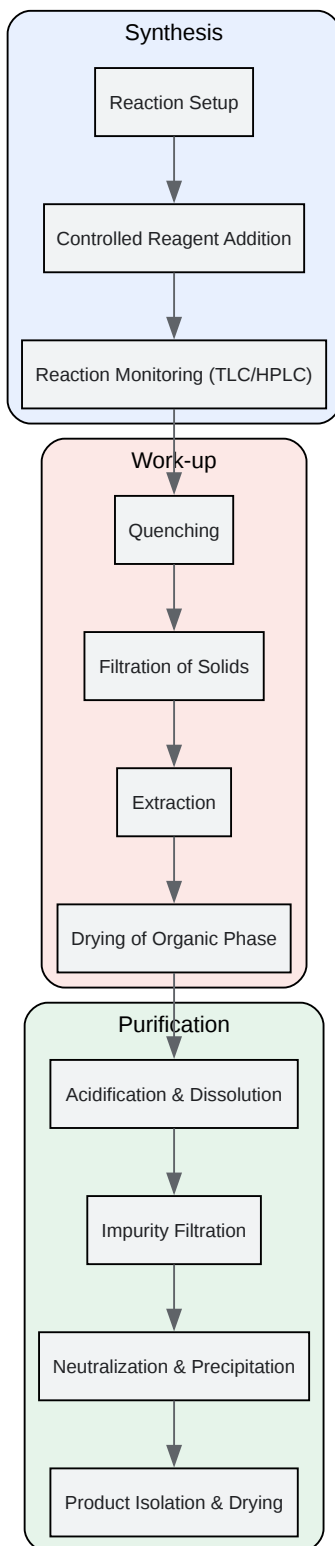 Synthesis
Reaction Setup
Controlled Reagent Addition
Reaction Monitoring (TLC/HPLC)
Work-up
Quenching
Filtration of Solids
Extraction
Drying of Organic Phase
Purification
Acidification & Dissolution
Impurity Filtration
Neutralization & Precipitation
Product Isolation & Drying